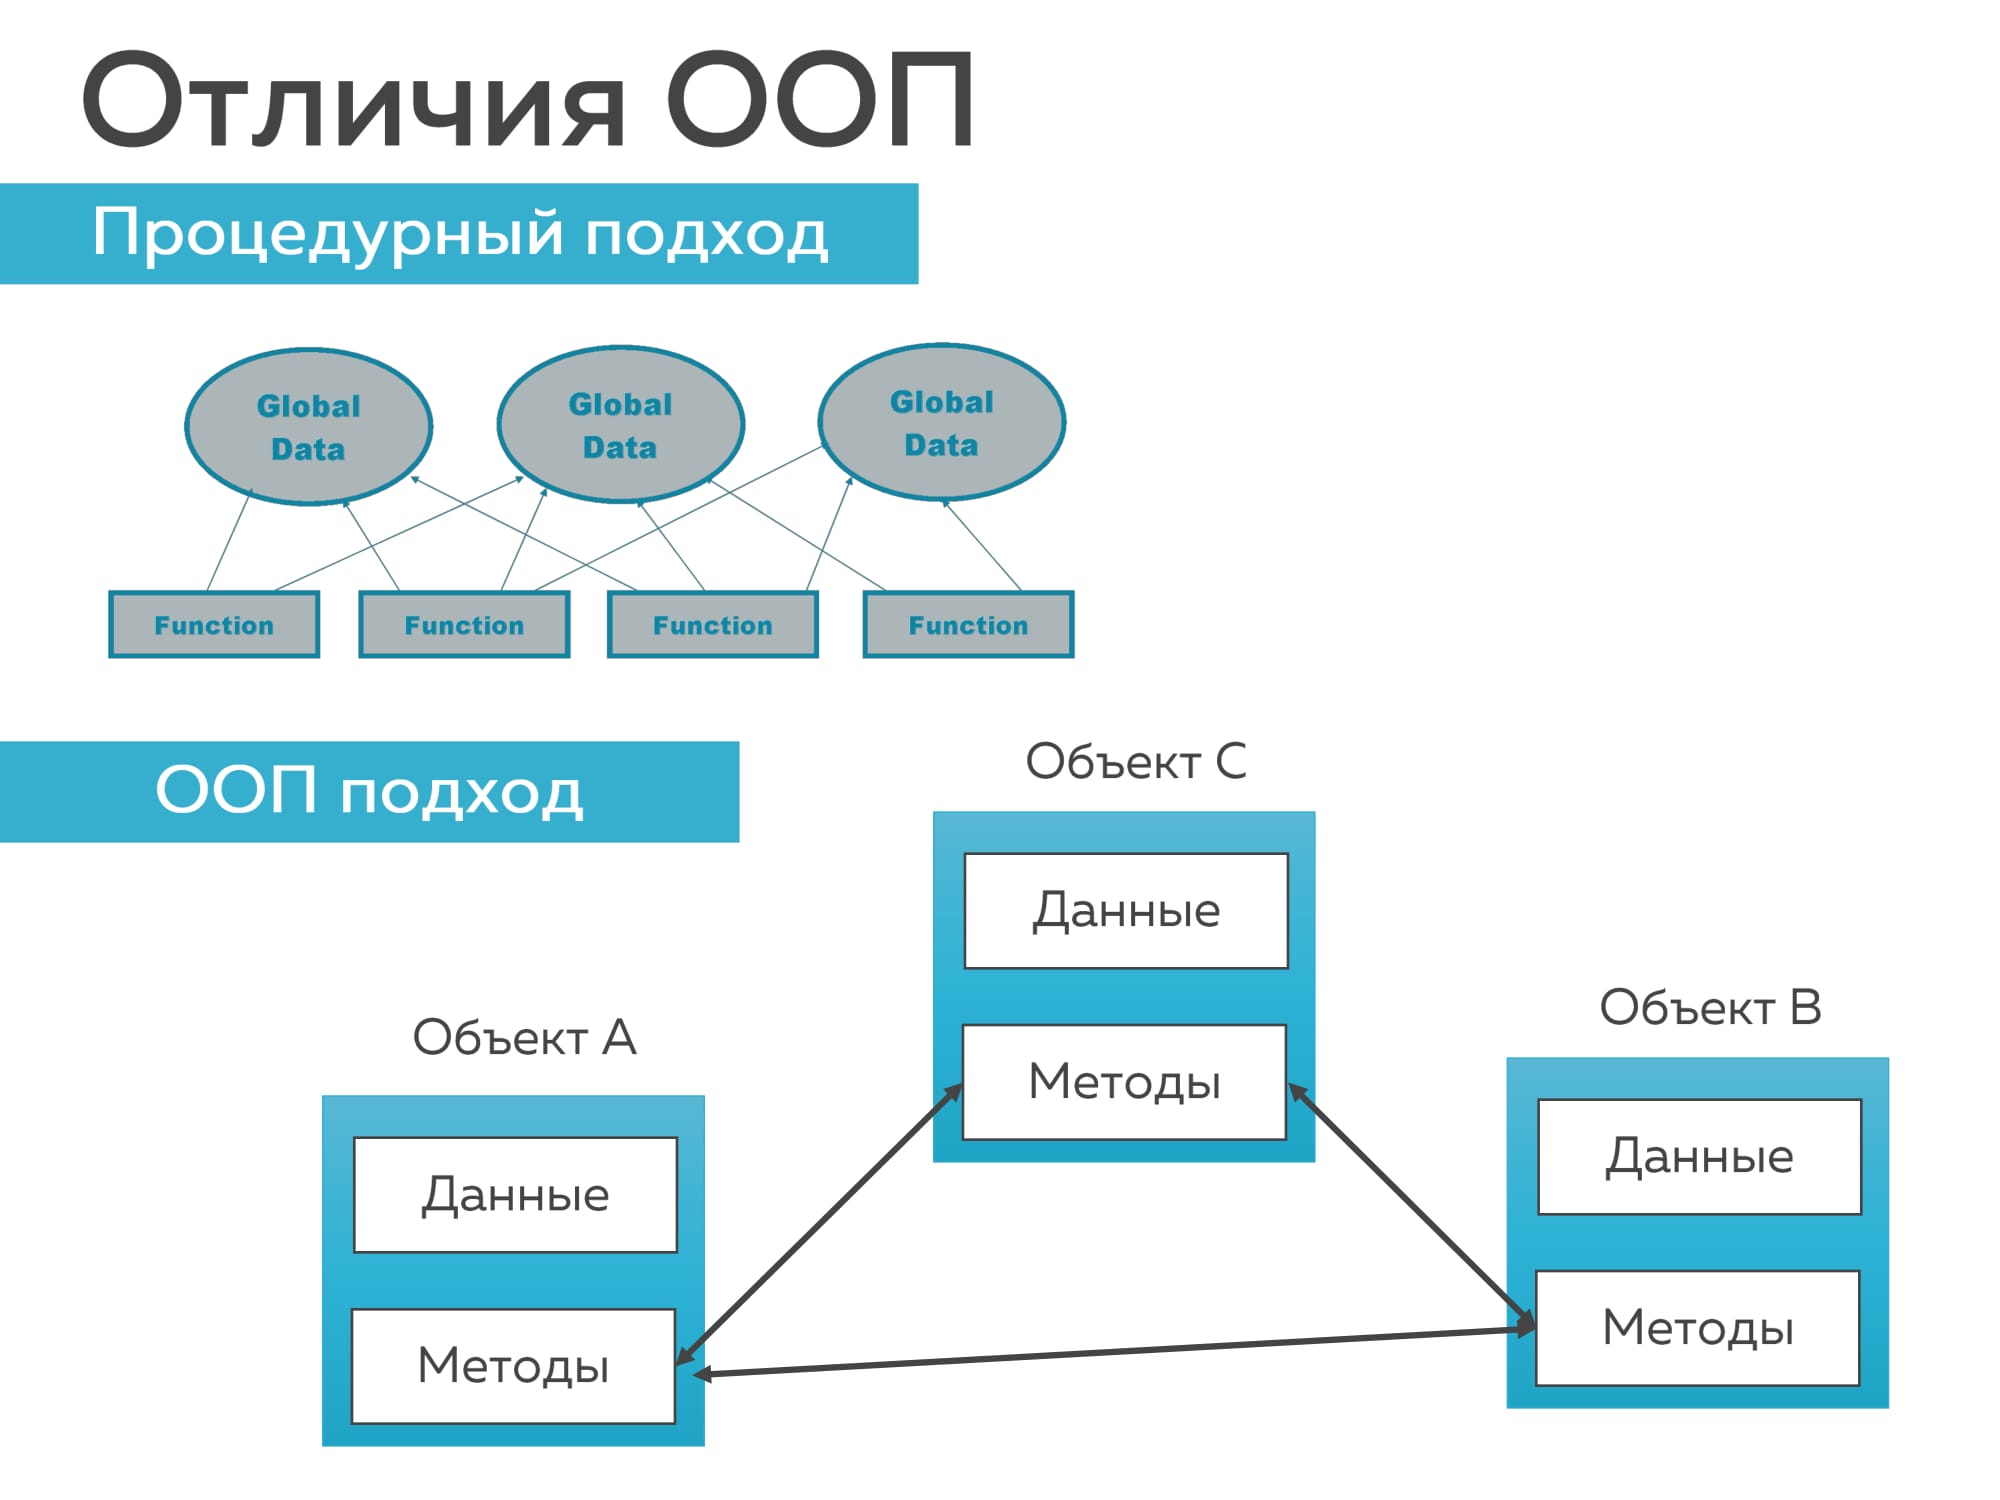 Отличия ООП
Процедурный подход
Global
Data
Global
Data
Global
Data
Function
Function
Function
Function
ООП подход
Объект C
Данные
Методы
Объект A
Данные
Методы
Объект B
Данные
Методы